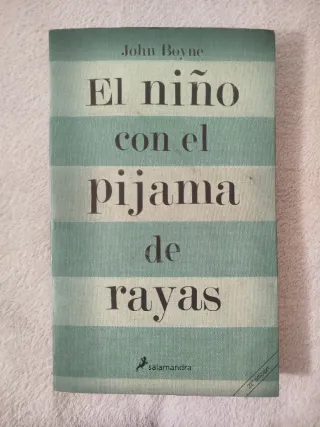 John Boyne
El niño
con el
pijama
de
rayas
salamandra